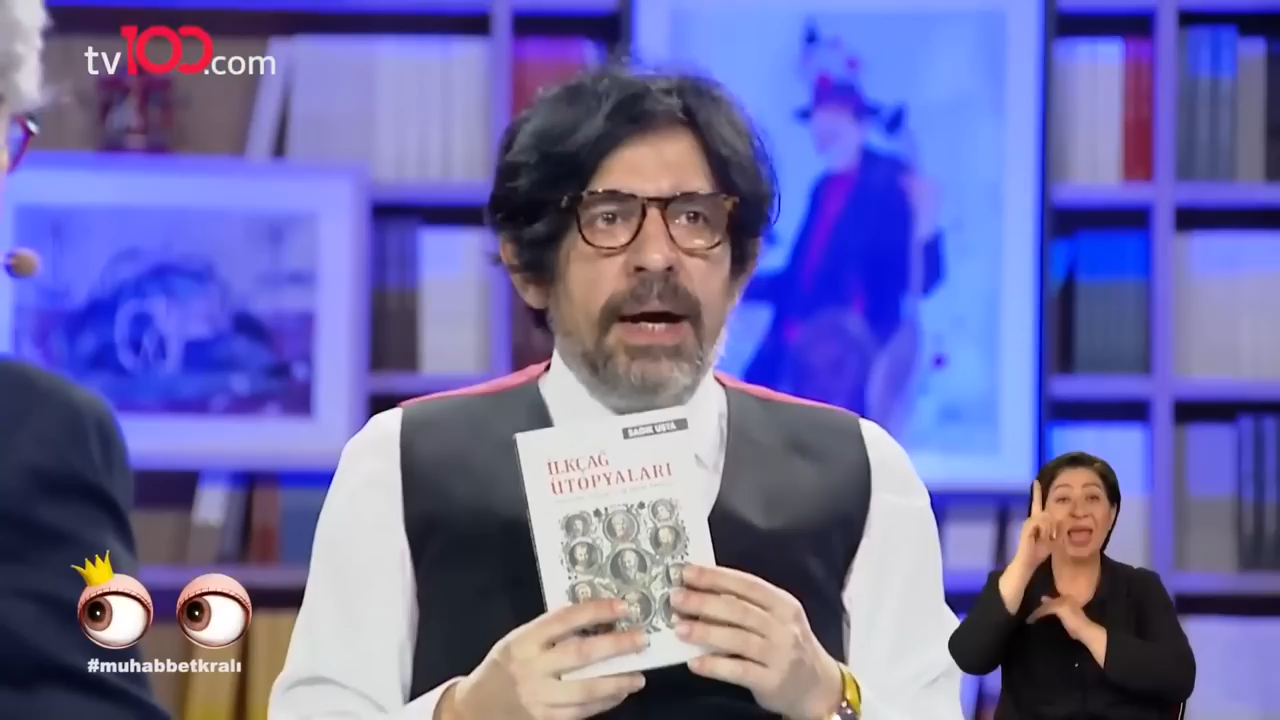 tv100.com
SADIK USTA
İLKÇAĞ
ÜTOPYALARI
#muhabbetkralı